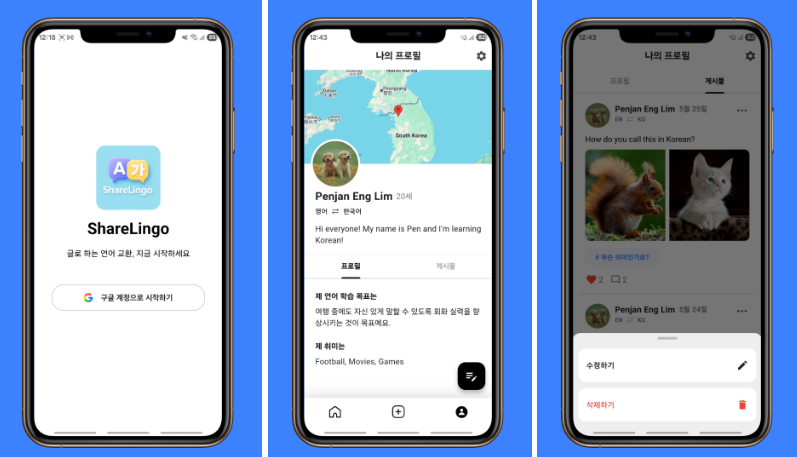 12:18
A 가
ShareLingo
ShareLingo
글로 하는 언어 교환, 지금 시작하세요
구글 계정으로 시작하기
12:43
나의 프로필
Dalian
Pyongyang
평양
South Korea
Penjan Eng Lim 20세
영어 ⇄ 한국어
Hi everyone! My name is Pen and I'm learning
Korean!
프로필 게시물
제 언어 학습 목표는
여행 중에도 자신 있게 말할 수 있도록 회화 실력을 향
상시키는 것이 목표예요.
제 취미는
Football, Movies, Games
12:43
나의 프로필
프로필 게시물
Penjan Eng Lim 5월 25일
EN ⇄ KO
How do you call this in Korean?
# 무슨 의미인가요?
2 2
Penjan Eng Lim 5월 24일
EN ⇄ KO
수정하기
삭제하기